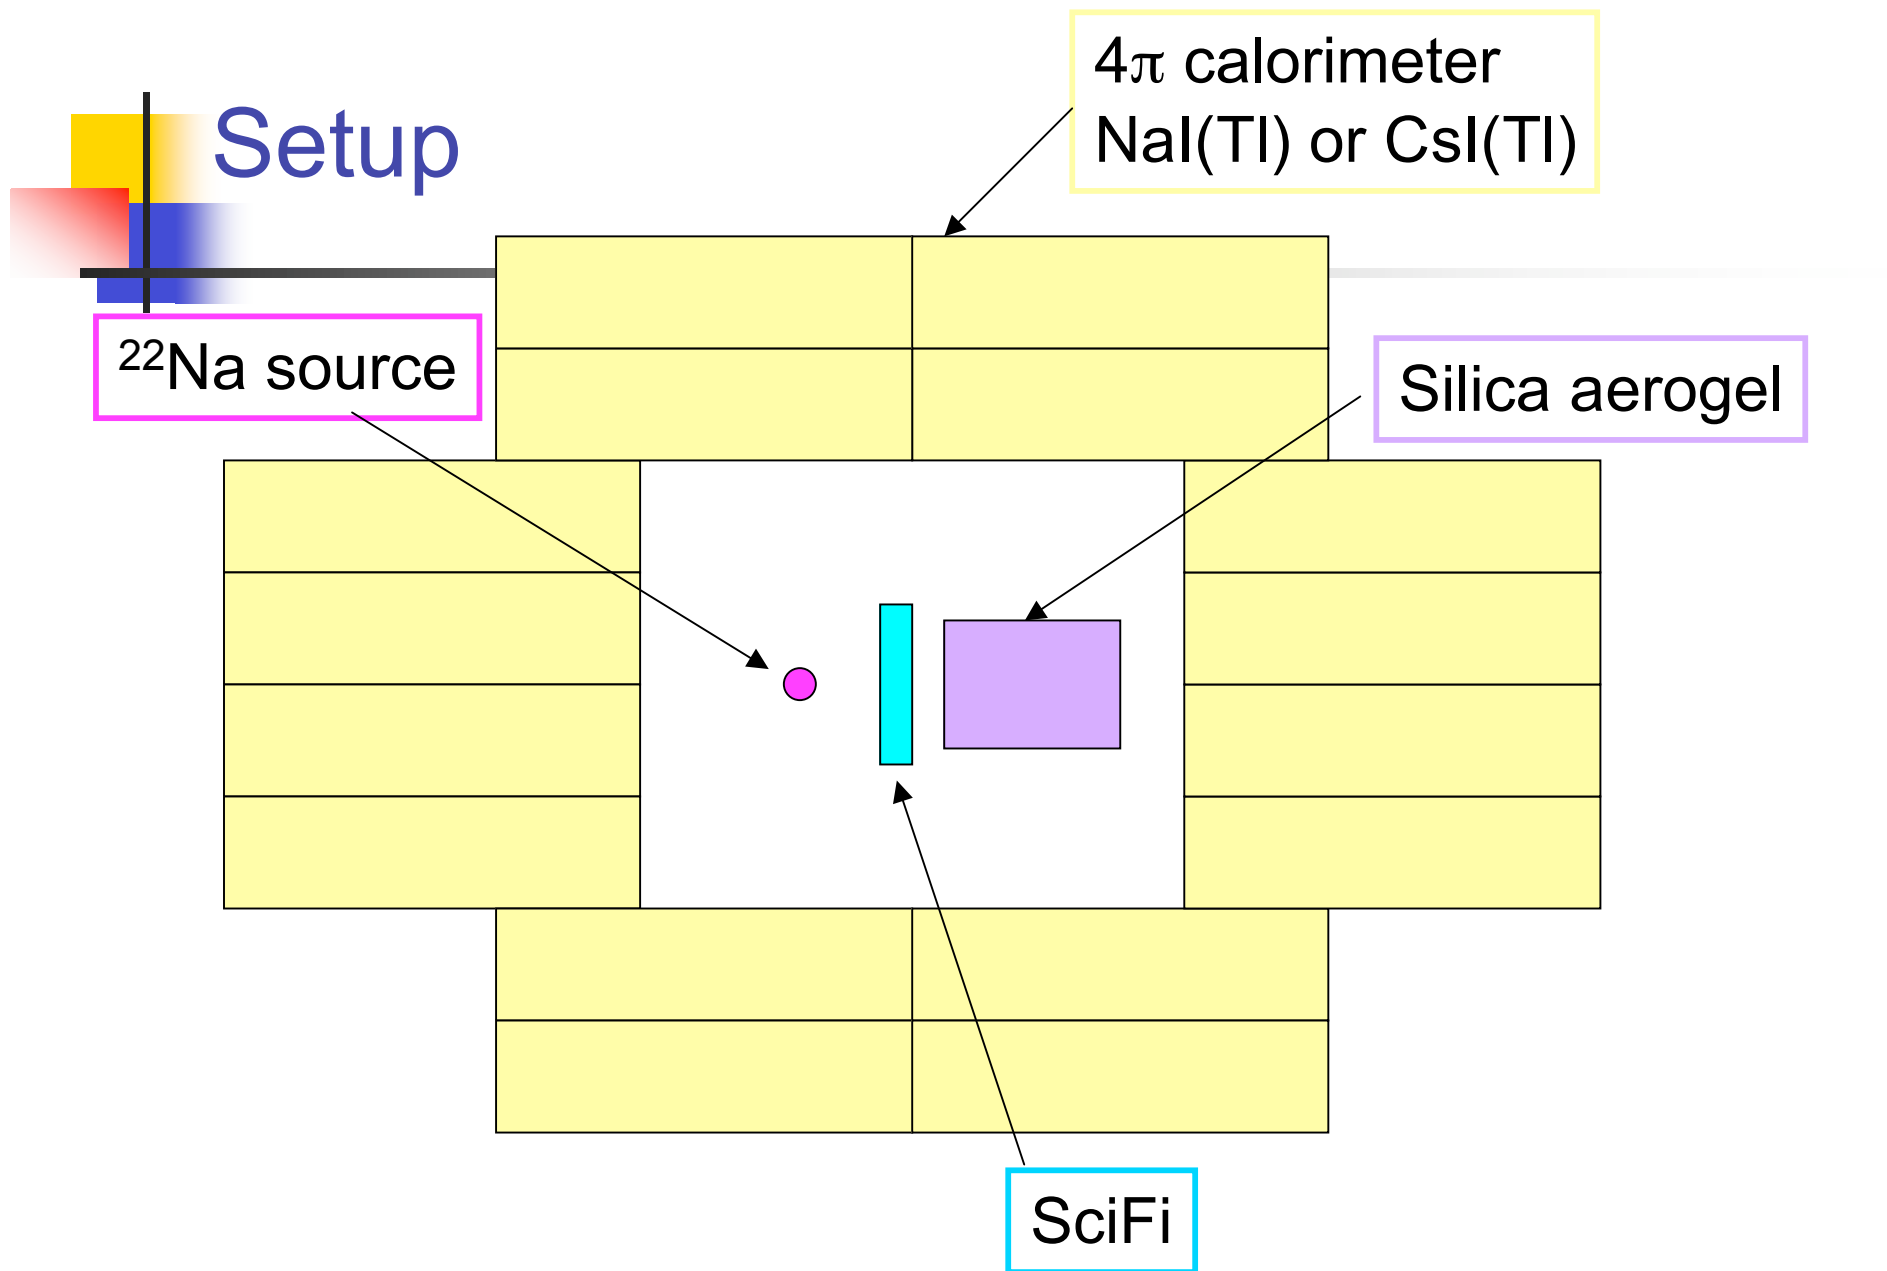 Setup
4π calorimeter
NaI(Tl) or CsI(Tl)
²²Na source
Silica aerogel
SciFi